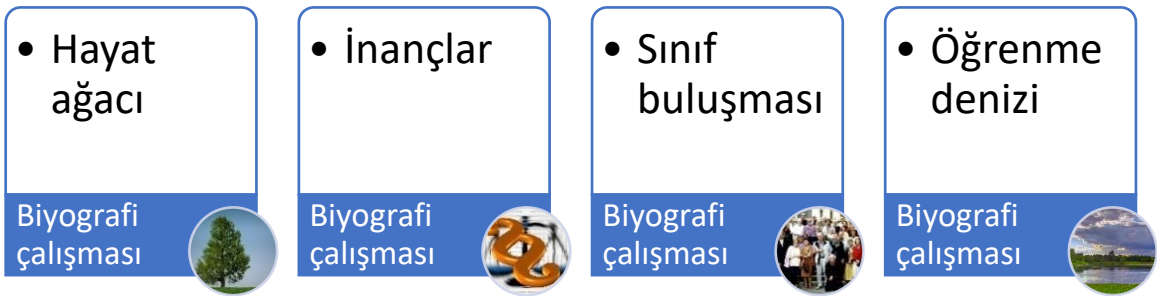 • Hayat
ağacı
Biyografi
çalışması
• İnançlar
Biyografi
çalışması
• Sınıf
buluşması
Biyografi
çalışması
• Öğrenme
denizi
Biyografi
çalışması